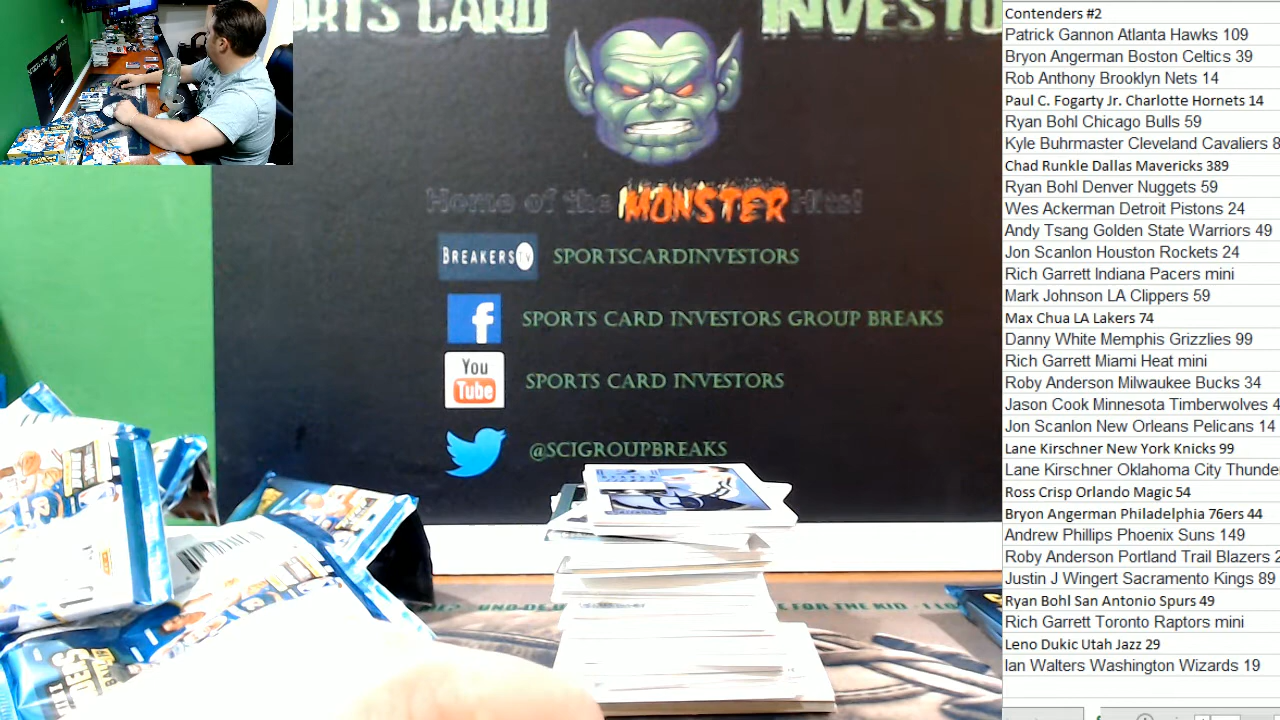 ORTS CARD INVESTO
Home of the MONSTER Hits!
BREAKERS TV SPORTSCARDINVESTORS
f SPORTS CARD INVESTORS GROUP BREAKS
You Tube SPORTS CARD INVESTORS
@SCIGROUPBREAKS
FOR THE KID
Contenders #2
Patrick Gannon Atlanta Hawks 109
Bryon Angerman Boston Celtics 39
Rob Anthony Brooklyn Nets 14
Paul C. Fogarty Jr. Charlotte Hornets 14
Ryan Bohl Chicago Bulls 59
Kyle Buhrmaster Cleveland Cavaliers 8
Chad Runkle Dallas Mavericks 389
Ryan Bohl Denver Nuggets 59
Wes Ackerman Detroit Pistons 24
Andy Tsang Golden State Warriors 49
Jon Scanlon Houston Rockets 24
Rich Garrett Indiana Pacers mini
Mark Johnson LA Clippers 59
Max Chua LA Lakers 74
Danny White Memphis Grizzlies 99
Rich Garrett Miami Heat mini
Roby Anderson Milwaukee Bucks 34
Jason Cook Minnesota Timberwolves 4
Jon Scanlon New Orleans Pelicans 14
Lane Kirschner New York Knicks 99
Lane Kirschner Oklahoma City Thunde
Ross Crisp Orlando Magic 54
Bryon Angerman Philadelphia 76ers 44
Andrew Phillips Phoenix Suns 149
Roby Anderson Portland Trail Blazers 2
Justin J Wingert Sacramento Kings 89
Ryan Bohl San Antonio Spurs 49
Rich Garrett Toronto Raptors mini
Leno Dukic Utah Jazz 29
Ian Walters Washington Wizards 19